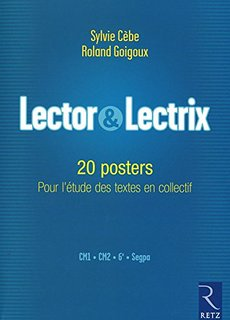 Sylvie Cèbe
Roland Goigoux
Lector & Lectrix
20 posters
Pour l'étude des textes en collectif
CM1 • CM2 • 6e • Segpa
RETZ